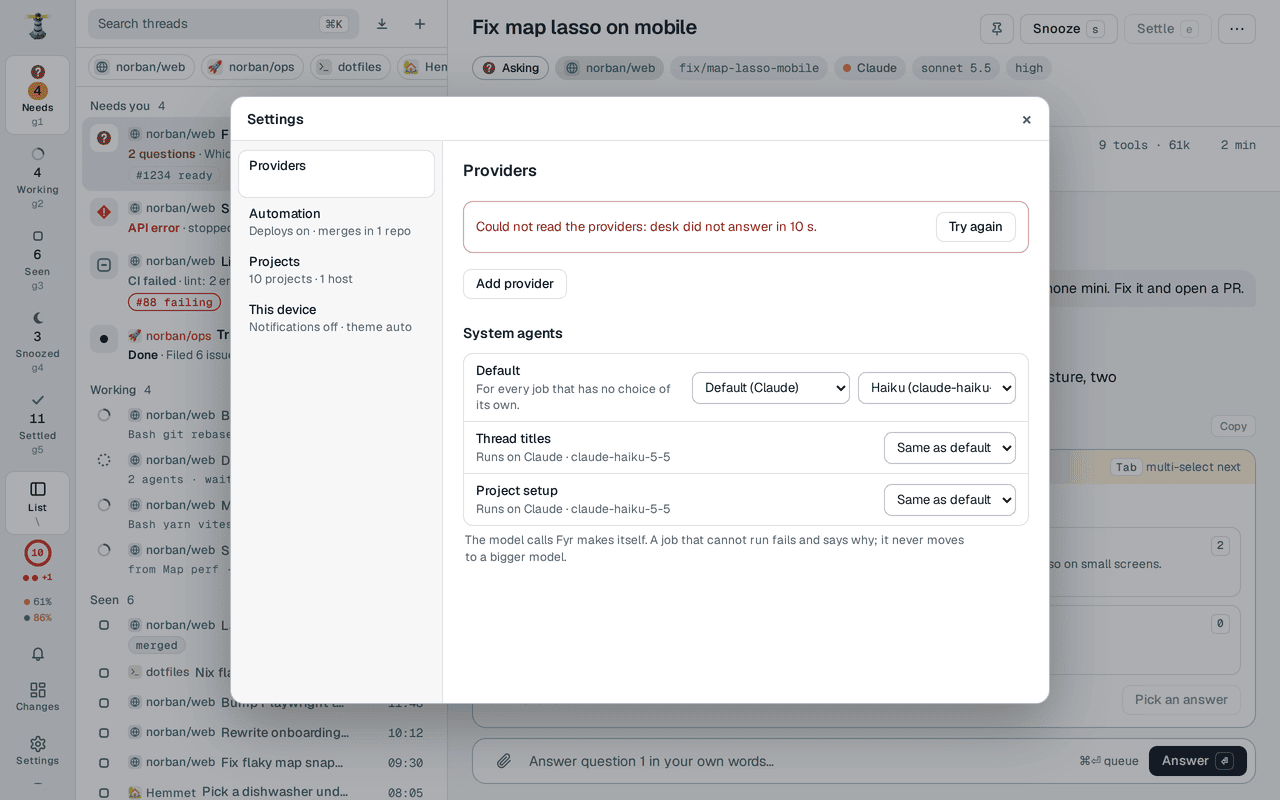 Search threads ⌘K
Needs
4
g1
4
Working
g2
6
Seen
g3
3
Snoozed
g4
11
Settled
g5
List
\
10
+1
61%
86%
Changes
Settings
norban/web norban/ops dotfiles Hem
Needs you 4
norban/web F
2 questions · Whic
#1234 ready
norban/web S
API error · stopped
norban/web Li
CI failed · lint: 2 er
#88 failing
norban/ops Tr
Done · Filed 6 issue
Working 4
norban/web B
Bash git rebase
norban/web D
2 agents · wait
norban/web M
Bash yarn vites
norban/web S
from Map perf ·
Seen 6
norban/web L
merged
dotfiles Nix fla
norban/web
norban/web Rewrite onboarding… 10:12
norban/web Fix flaky map snap… 09:30
Hemmet Pick a dishwasher und… 08:05
Fix map lasso on mobile
Snooze s
Settle e
Asking norban/web fix/map-lasso-mobile Claude sonnet 5.5 high
9 tools · 61k 2 min
one mini. Fix it and open a PR.
sture, two
Copy
Tab multi-select next
2
so on small screens.
0
Pick an answer
Answer question 1 in your own words…
⌘⏎ queue
Answer ⏎
Settings
×
Providers
Automation
Deploys on · merges in 1 repo
Projects
10 projects · 1 host
This device
Notifications off · theme auto
Providers
Could not read the providers: desk did not answer in 10 s.
Try again
Add provider
System agents
Default
For every job that has no choice of
its own.
Default (Claude)
Haiku (claude-haiku-
Thread titles
Runs on Claude · claude-haiku-5-5
Same as default
Project setup
Runs on Claude · claude-haiku-5-5
Same as default
The model calls Fyr makes itself. A job that cannot run fails and says why; it never moves
to a bigger model.